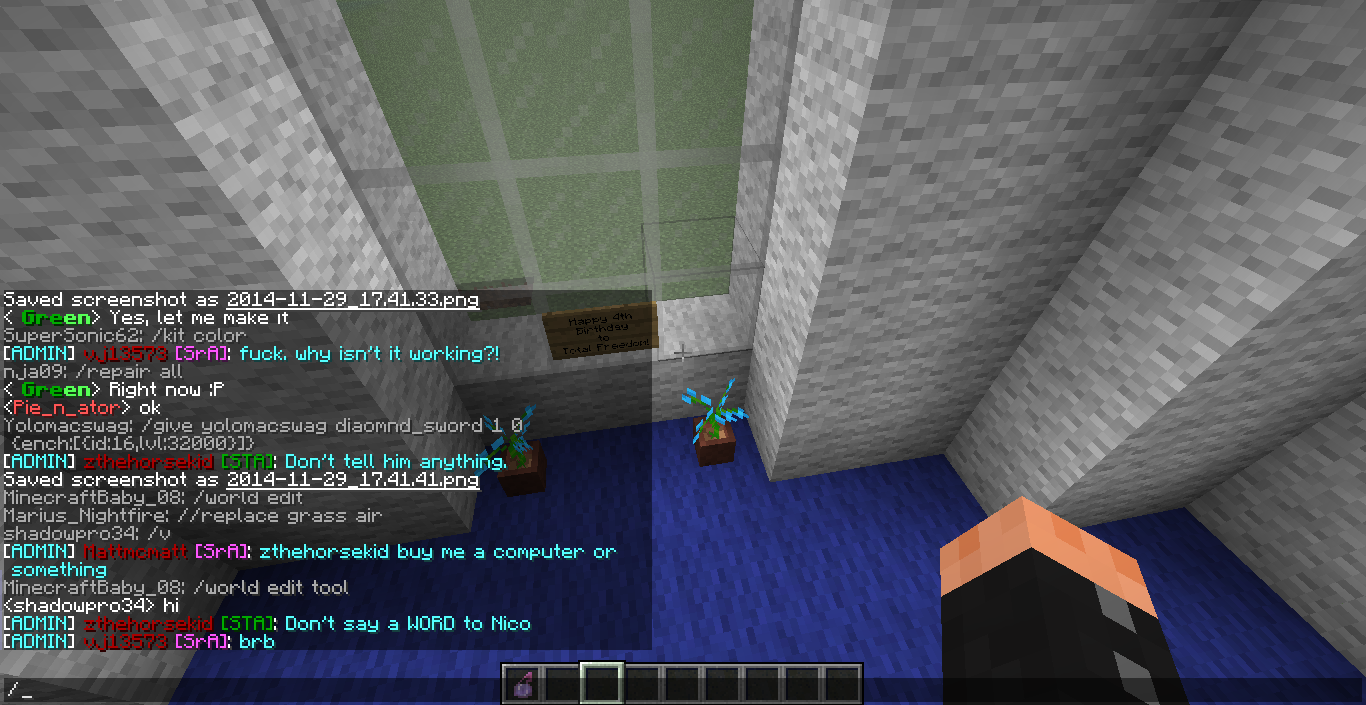 Happy 4th
Birthday
to
Total Freedom!
Saved screenshot as 2014-11-29_17.41.33.png
< Green> Yes, let me make it
SuperSonic62: /kit color
[ADMIN] vj13573 [SrA]: fuck. why isn't it working?!
nja09: /repair all
< Green> Right now :P
<Pie_n_ator> ok
Yolomacswag: /give yolomacswag diaomnd_sword 1 0
{ench:[{id:16,lvl:32000}]}
[ADMIN] zthehorsekid [STA]: Don't tell him anything.
Saved screenshot as 2014-11-29_17.41.41.png
MinecraftBaby_08: /world edit
Marius_Nightfire: //replace grass air
shadowpro34: /v
[ADMIN] Mattmomatt [SrA]: zthehorsekid buy me a computer or
something
MinecraftBaby_08: /world edit tool
<shadowpro34> hi
[ADMIN] zthehorsekid [STA]: Don't say a WORD to Nico
[ADMIN] vj13573 [SrA]: brb
/_